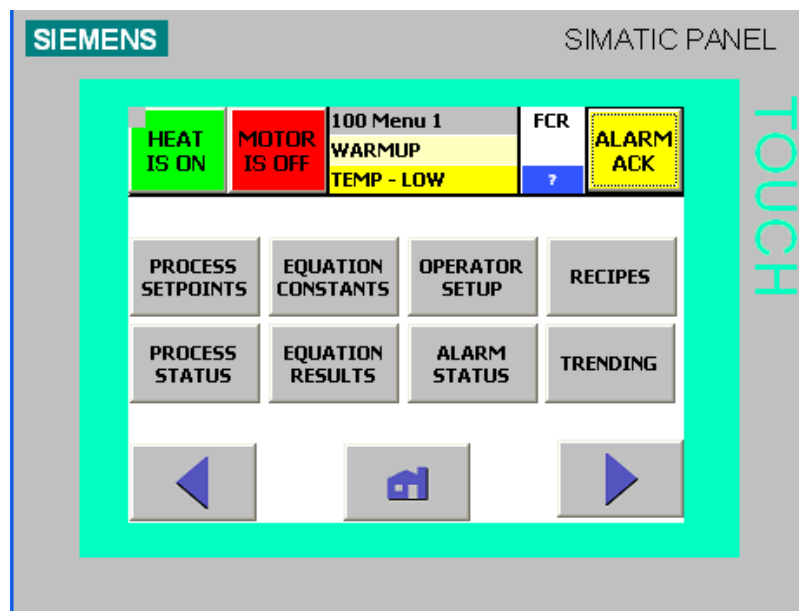 SIEMENS
SIMATIC PANEL
TOUCH
HEAT
IS ON
MOTOR
IS OFF
100 Menu 1
WARMUP
TEMP - LOW
FCR
?
ALARM
ACK
PROCESS
SETPOINTS
EQUATION
CONSTANTS
OPERATOR
SETUP
RECIPES
PROCESS
STATUS
EQUATION
RESULTS
ALARM
STATUS
TRENDING